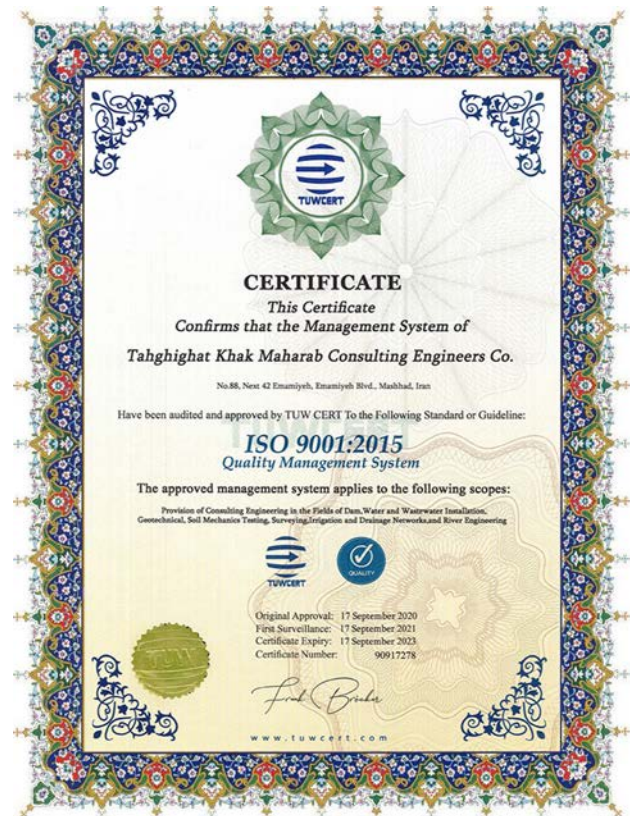 TUWCERT
CERTIFICATE
This Certificate
Confirms that the Management System of
Tahghighat Khak Maharab Consulting Engineers Co.
No.88, Next 42 Emamiyeh, Emamiyeh Blvd., Mashhad, Iran
Have been audited and approved by TUW CERT To the Following Standard or Guideline:
TUWCERT
ISO 9001:2015
Quality Management System
The approved management system applies to the following scopes:
Provision of Consulting Engineering in the Fields of Dam,Water and Wastewater Installation,
Geotechnical, Soil Mechanics Testing, Surveying,Irrigation and Drainage Networks,and River Engineering
TUWCERT
QUALITY
Original Approval: 17 September 2020
First Surveillance: 17 September 2021
Certificate Expiry: 17 September 2023
Certificate Number: 90917278
TUW
www.tuwcert.com